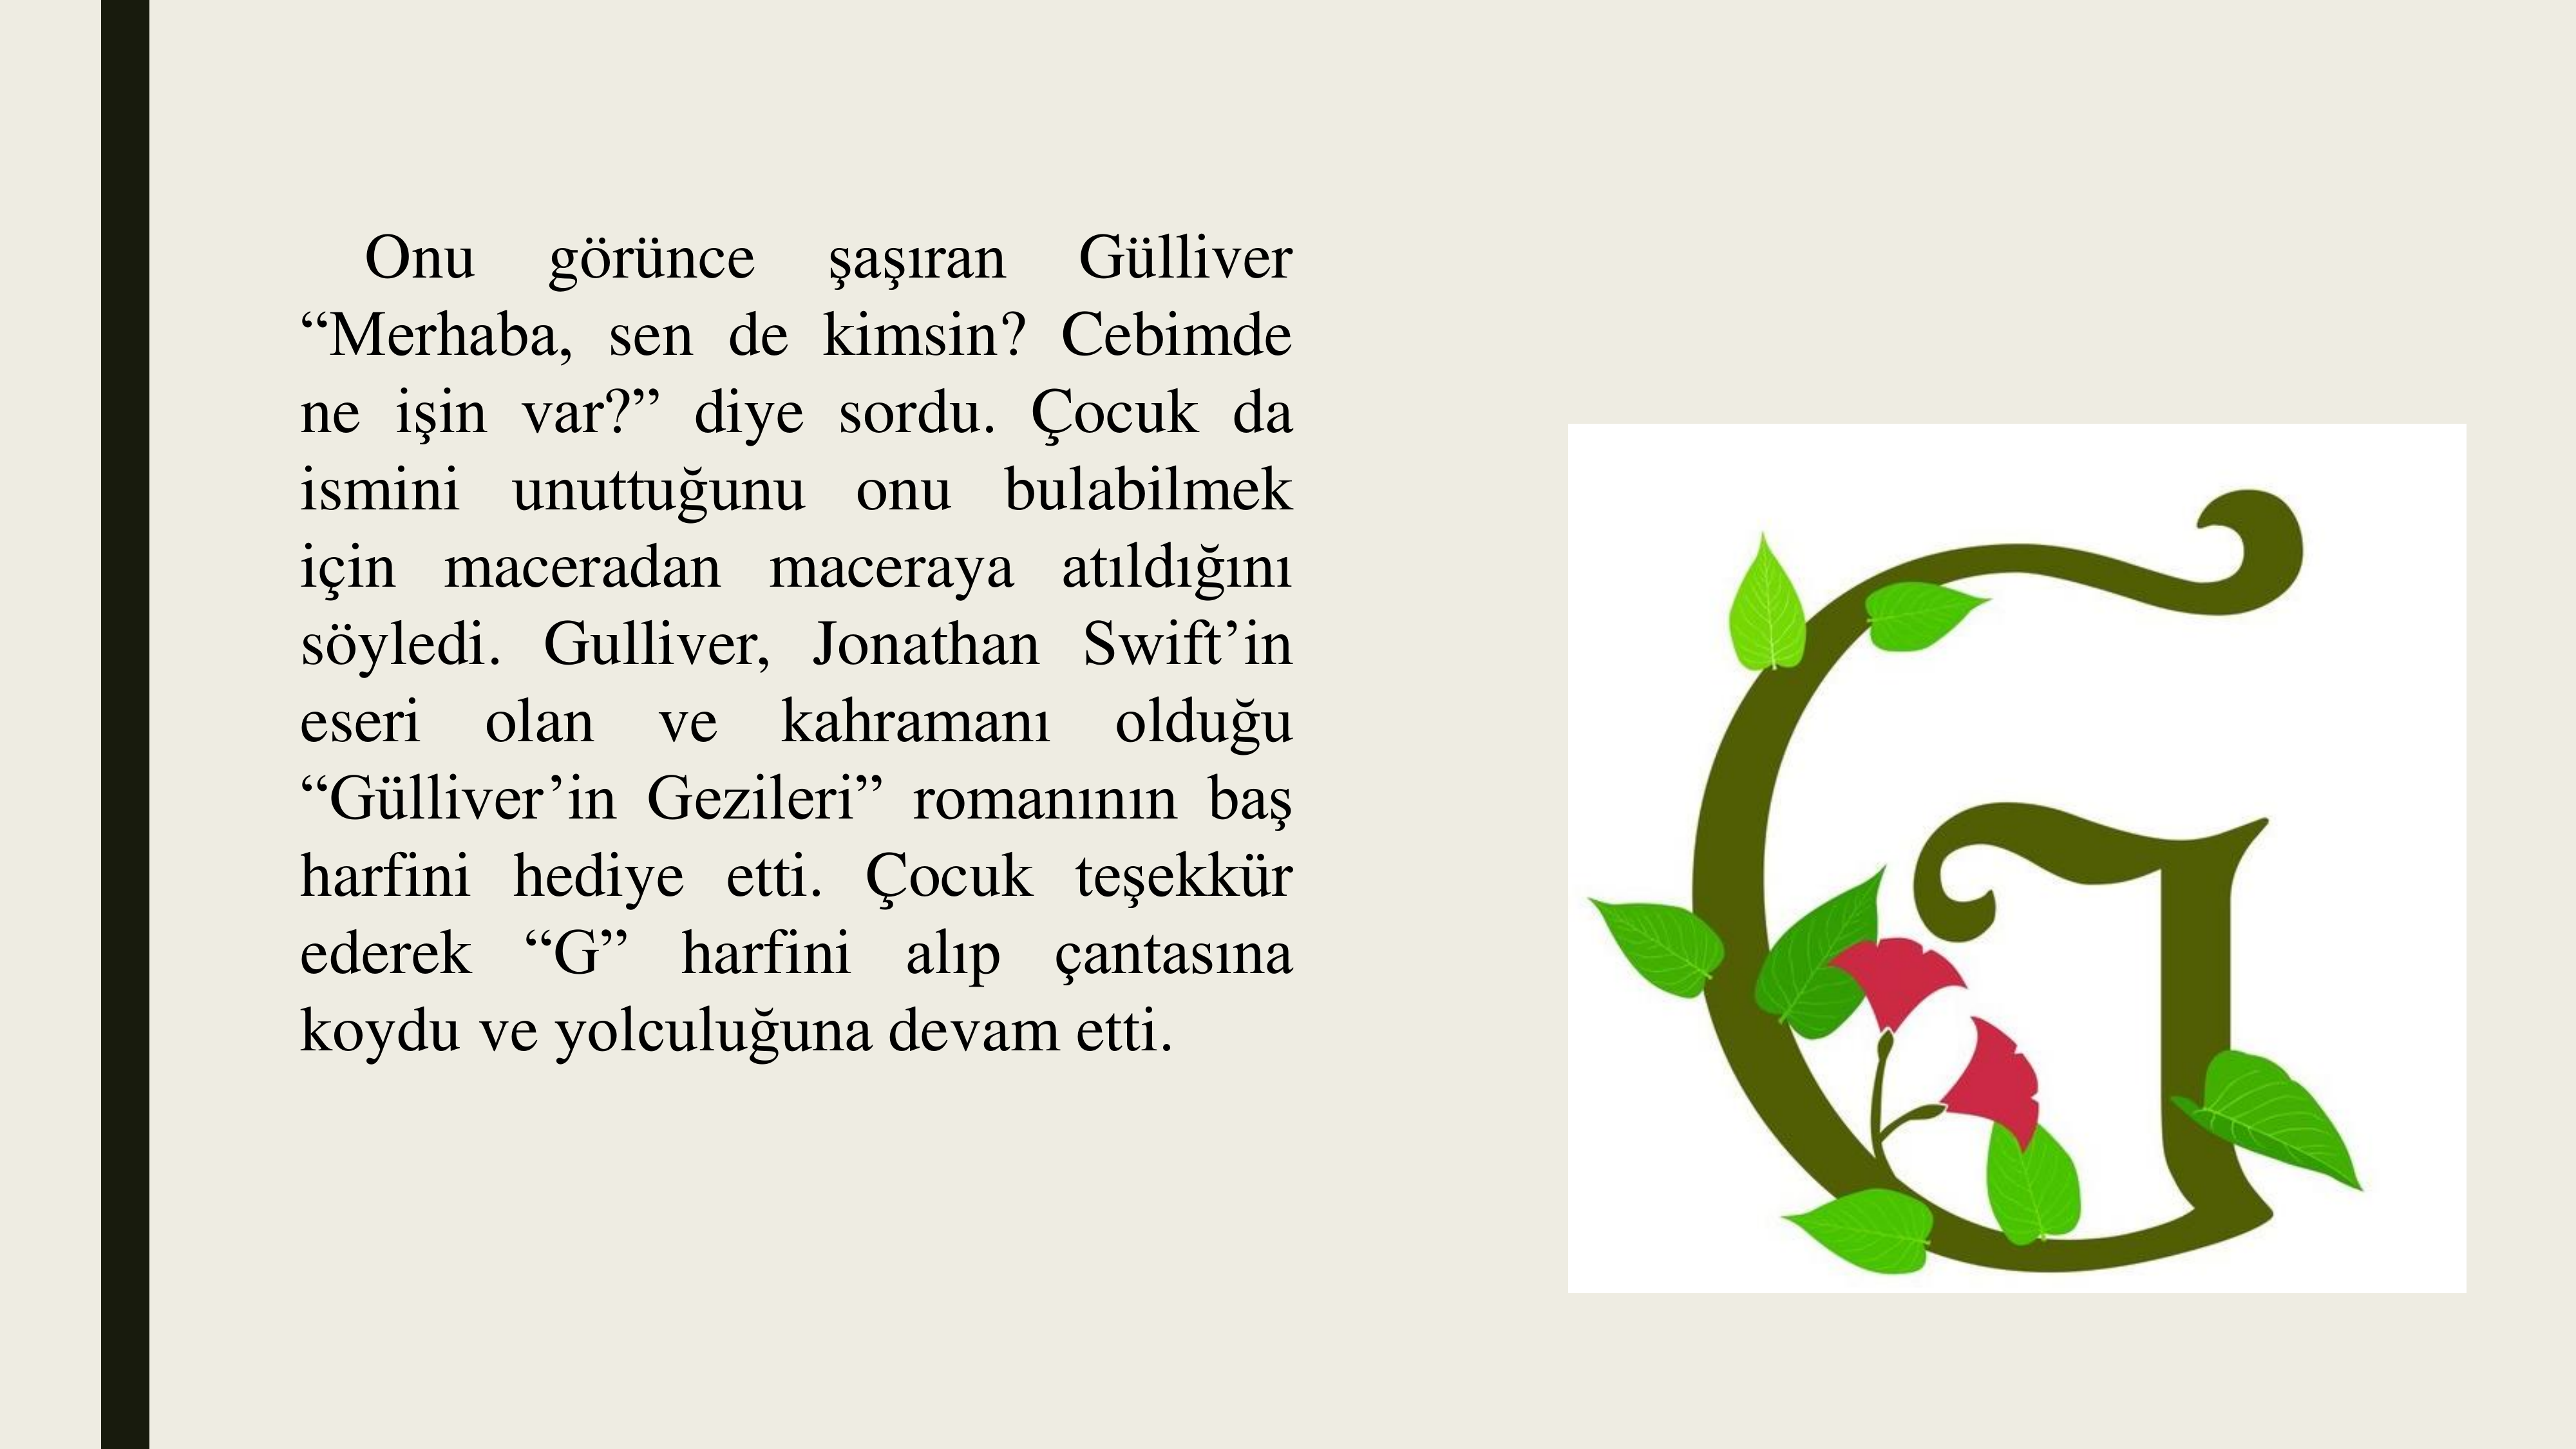 Onu görünce şaşıran Gülliver
“Merhaba, sen de kimsin? Cebimde
ne işin var?” diye sordu. Çocuk da
ismini unuttuğunu onu bulabilmek
için maceradan maceraya atıldığını
söyledi. Gulliver, Jonathan Swift’in
eseri olan ve kahramanı olduğu
“Gülliver’in Gezileri” romanının baş
harfini hediye etti. Çocuk teşekkür
ederek “G” harfini alıp çantasına
koydu ve yolculuğuna devam etti.
G